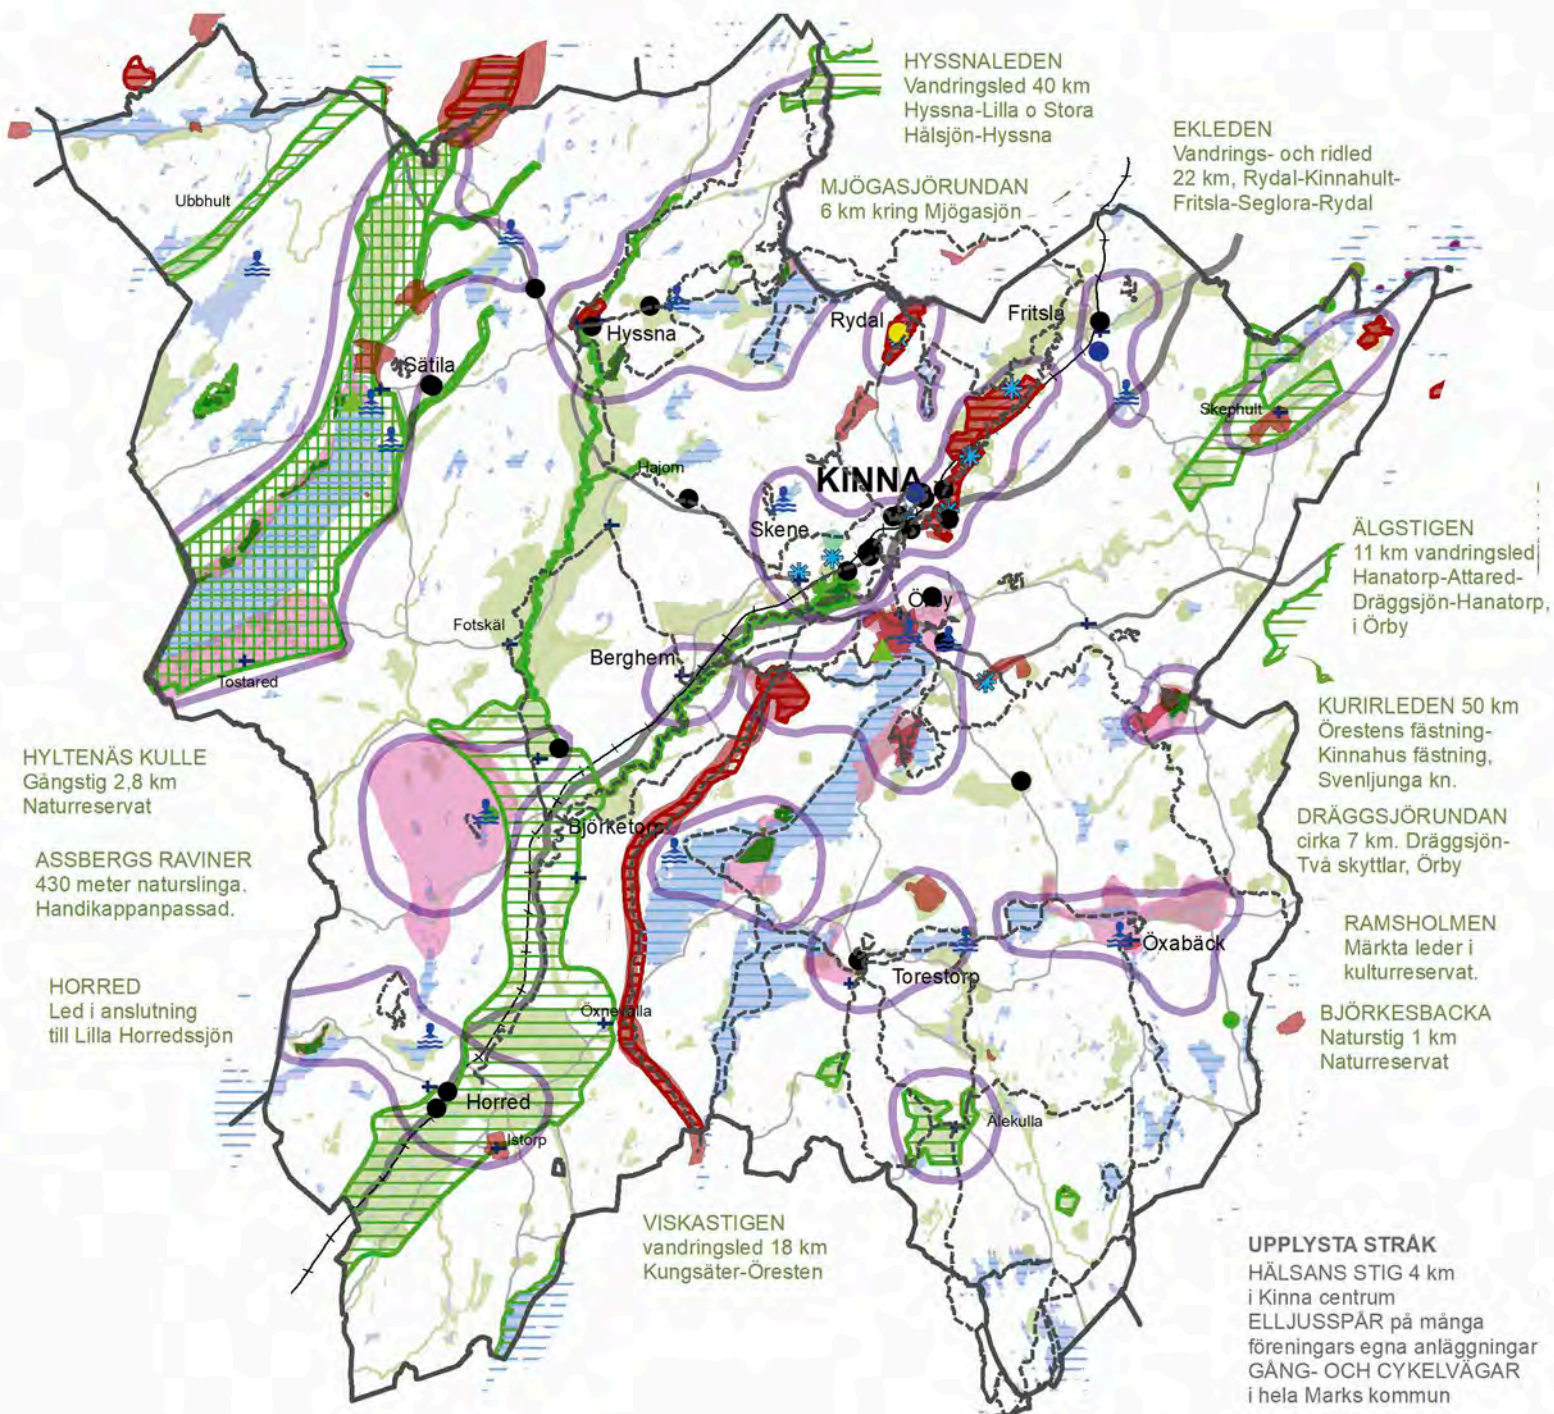 HYSSNALEDEN
Vandringsled 40 km
Hyssna-Lilla o Stora
Hålsjön-Hyssna
EKLEDEN
Vandrings- och ridled
22 km, Rydal-Kinnahult-
Fritsla-Seglora-Rydal
MJÖGASJÖRUNDAN
6 km kring Mjögasjön
Ubbhult
Hyssna
Rydal
Fritsla
Sätila
Skephult
Hajom
KINNA
Skene
ÄLGSTIGEN
11 km vandringsled
Hanatorp-Attared-
Dräggsjön-Hanatorp,
i Örby
Örby
Fotskäl
Berghem
Tostared
KURIRLEDEN 50 km
Örestens fästning-
Kinnahus fästning,
Svenljunga kn.
HYLTENÄS KULLE
Gångstig 2,8 km
Naturreservat
Björketorp
DRÄGGSJÖRUNDAN
cirka 7 km. Dräggsjön-
Två skyttlar, Örby
ASSBERGS RAVINER
430 meter naturslinga.
Handikappanpassad.
RAMSHOLMEN
Märkta leder i
kulturreservat.
Öxabäck
Torestorp
HORRED
Led i anslutning
till Lilla Horredssjön
Öxnevalla
BJÖRKESBACKA
Naturstig 1 km
Naturreservat
Horred
Istorp
Älekulla
VISKASTIGEN
vandringsled 18 km
Kungsäter-Öresten
UPPLYSTA STRÅK
HÄLSANS STIG 4 km
i Kinna centrum
ELLJUSSPÅR på många
föreningars egna anläggningar
GÅNG- OCH CYKELVÄGAR
i hela Marks kommun